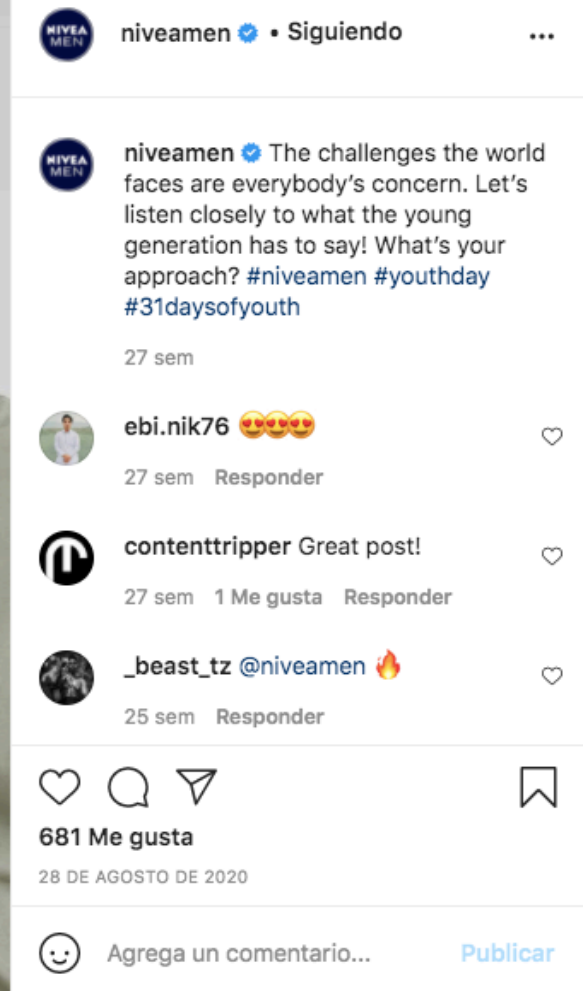 NIVEA
MEN
niveamen • Siguiendo
NIVEA
MEN
niveamen The challenges the world
faces are everybody's concern. Let's
listen closely to what the young
generation has to say! What's your
approach? #niveamen #youthday
#31daysofyouth
27 sem
ebi.nik76 😍😍😍
27 sem Responder
contenttripper Great post!
27 sem 1 Me gusta Responder
_beast_tz @niveamen 🔥
25 sem Responder
681 Me gusta
28 DE AGOSTO DE 2020
Agrega un comentario... Publicar